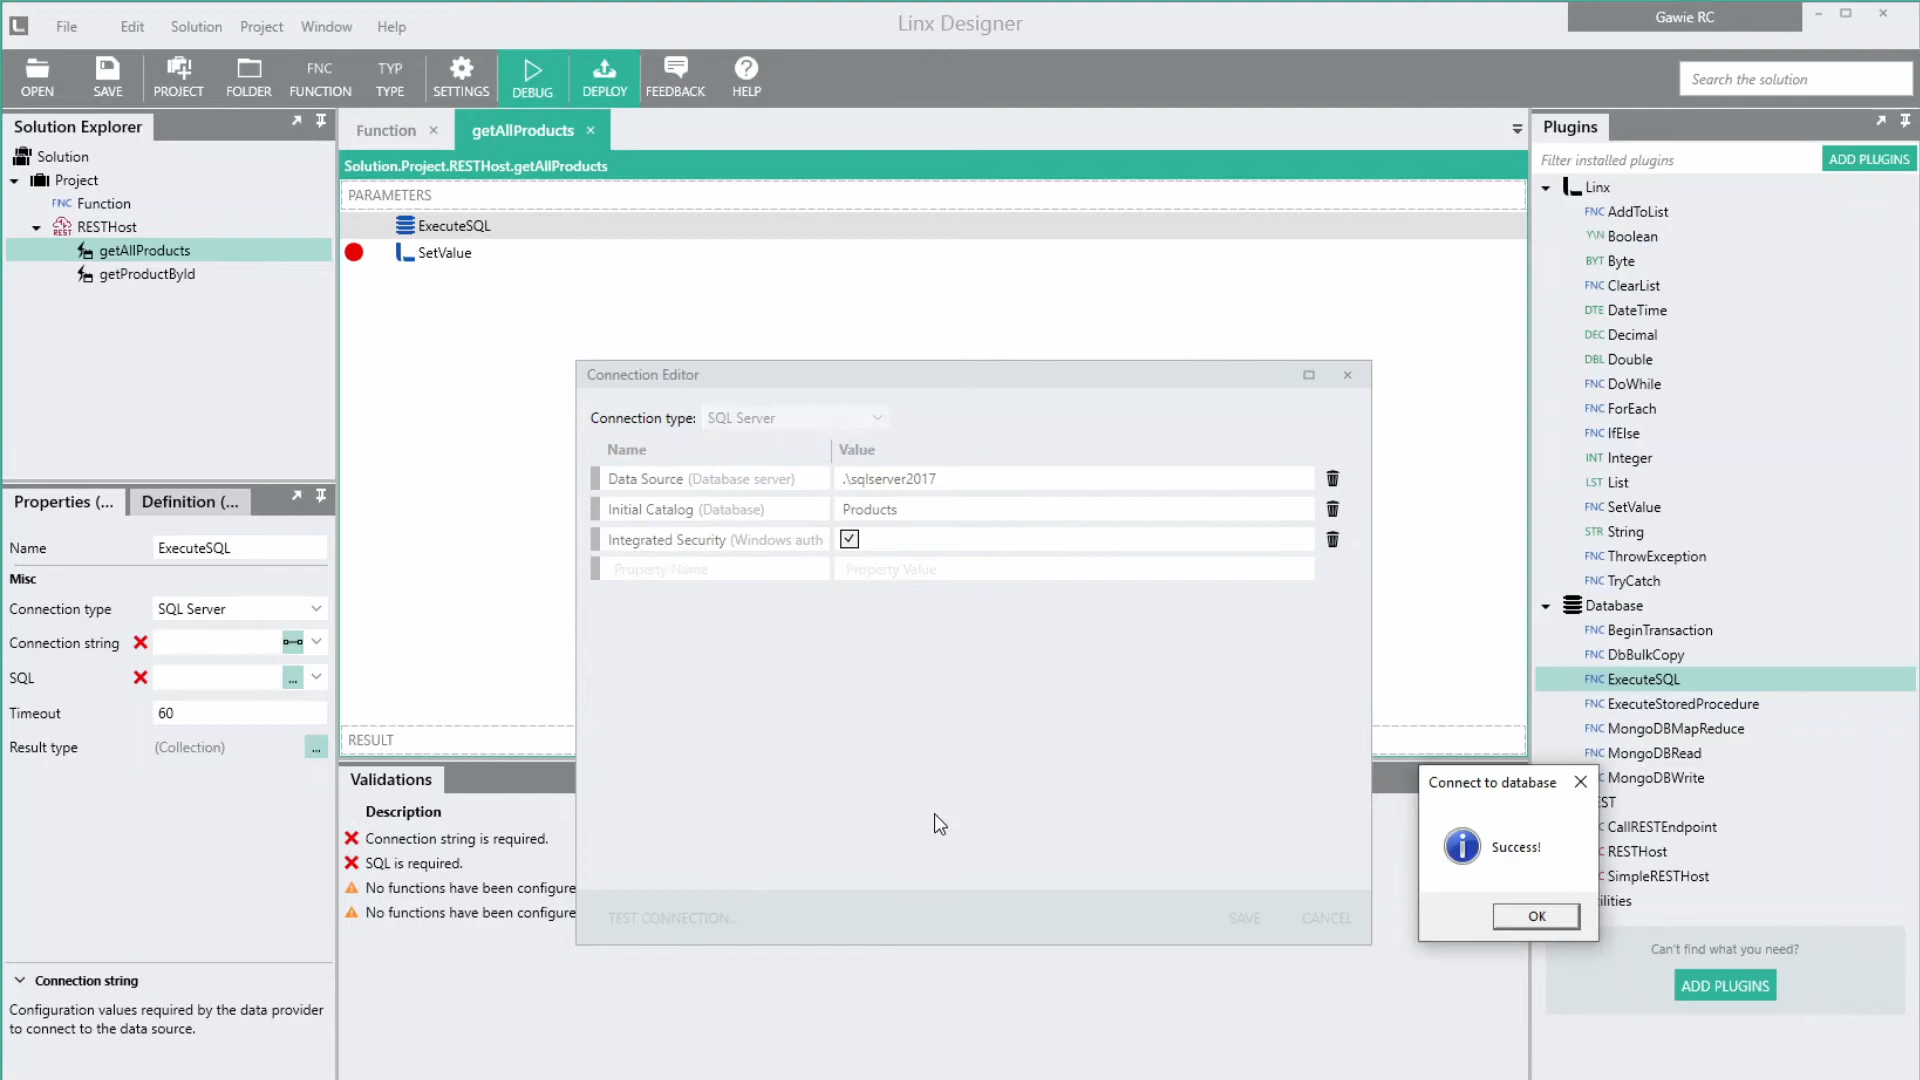 File Edit Solution Project Window Help
Linx Designer
Gawie RC
OPEN SAVE PROJECT FOLDER FNC FUNCTION TYP TYPE SETTINGS DEBUG DEPLOY FEEDBACK HELP
Search the solution
Solution Explorer
Solution
Project
FNC Function
REST RESTHost
getAllProducts
getProductById
Properties (...
Definition (...
Name ExecuteSQL
Misc
Connection type SQL Server
Connection string
SQL ...
Timeout 60
Result type (Collection) ...
Connection string
Configuration values required by the data provider
to connect to the data source.
Function
getAllProducts
Solution.Project.RESTHost.getAllProducts
PARAMETERS
ExecuteSQL
SetValue
RESULT
Connection Editor
Connection type: SQL Server
Name Value
Data Source (Database server) .\sqlserver2017
Initial Catalog (Database) Products
Integrated Security (Windows auth
Property Name Property Value
TEST CONNECTION... SAVE CANCEL
Validations
Description
Connection string is required.
SQL is required.
No functions have been configure
No functions have been configure
Connect to database
Success!
OK
Plugins
Filter installed plugins
ADD PLUGINS
Linx
FNC AddToList
Y\N Boolean
BYT Byte
FNC ClearList
DTE DateTime
DEC Decimal
DBL Double
FNC DoWhile
FNC ForEach
FNC IfElse
INT Integer
LST List
FNC SetValue
STR String
FNC ThrowException
FNC TryCatch
Database
FNC BeginTransaction
FNC DbBulkCopy
FNC ExecuteSQL
FNC ExecuteStoredProcedure
FNC MongoDBMapReduce
FNC MongoDBRead
C MongoDBWrite
EST
C CallRESTEndpoint
C RESTHost
C SimpleRESTHost
ilities
Can't find what you need?
ADD PLUGINS